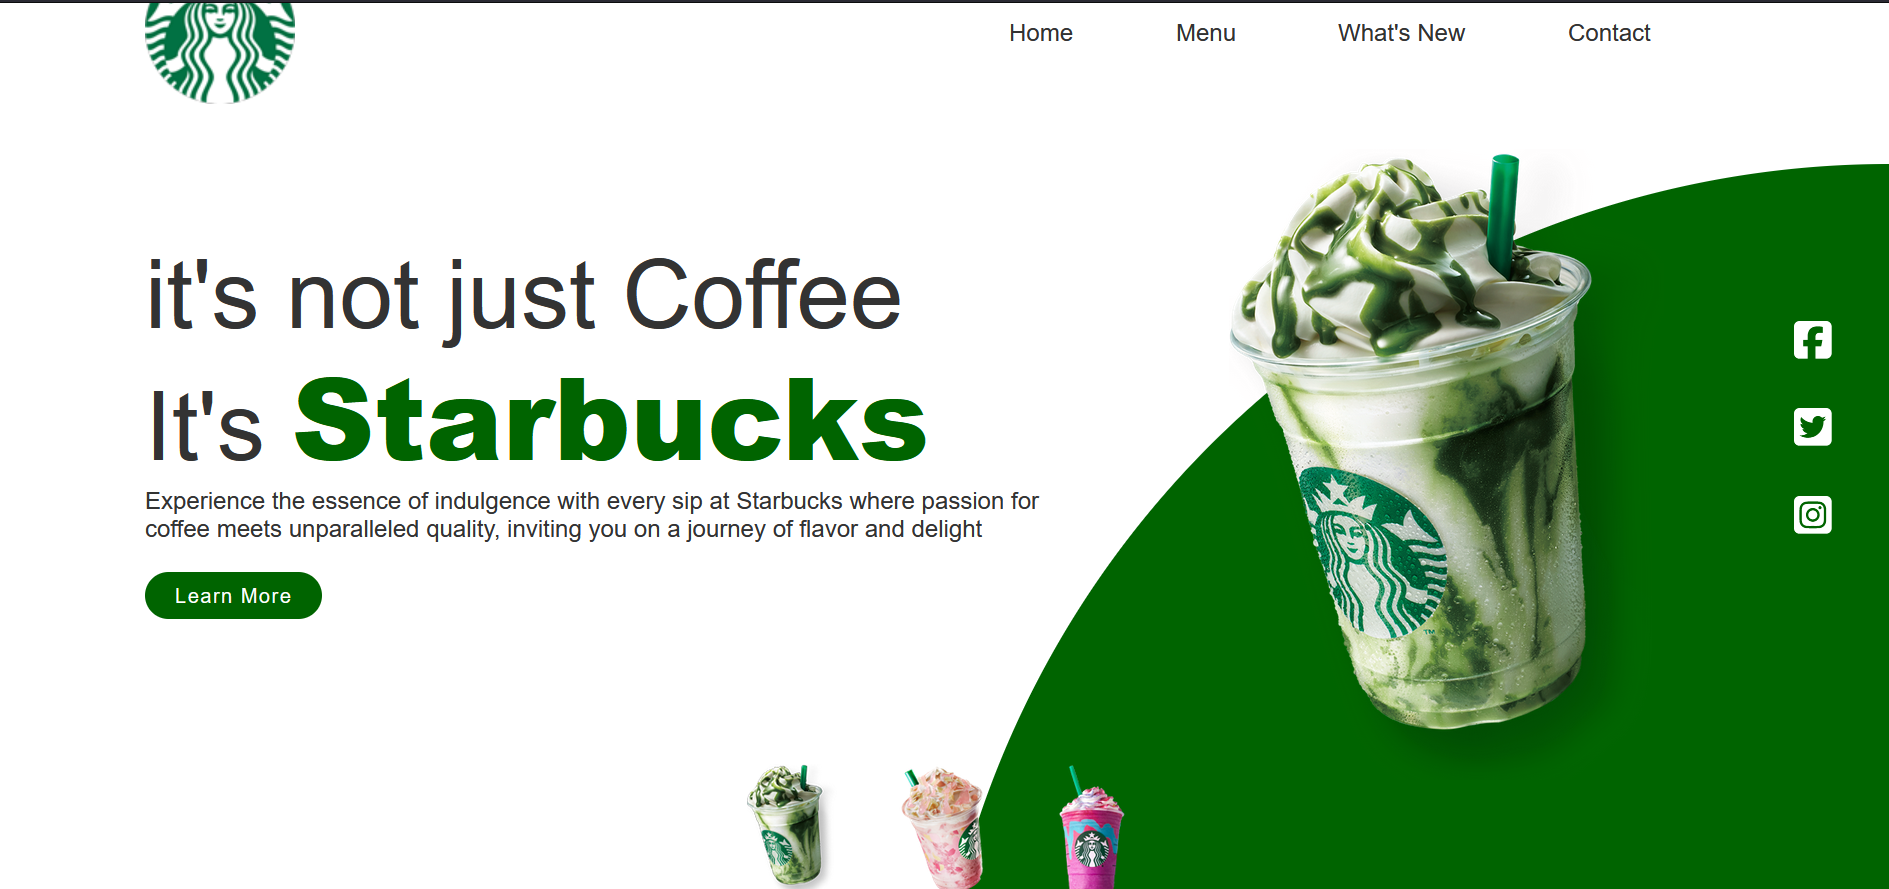 Home
Menu
What's New
Contact
it's not just Coffee
It's Starbucks
Experience the essence of indulgence with every sip at Starbucks where passion for
coffee meets unparalleled quality, inviting you on a journey of flavor and delight
Learn More
TM